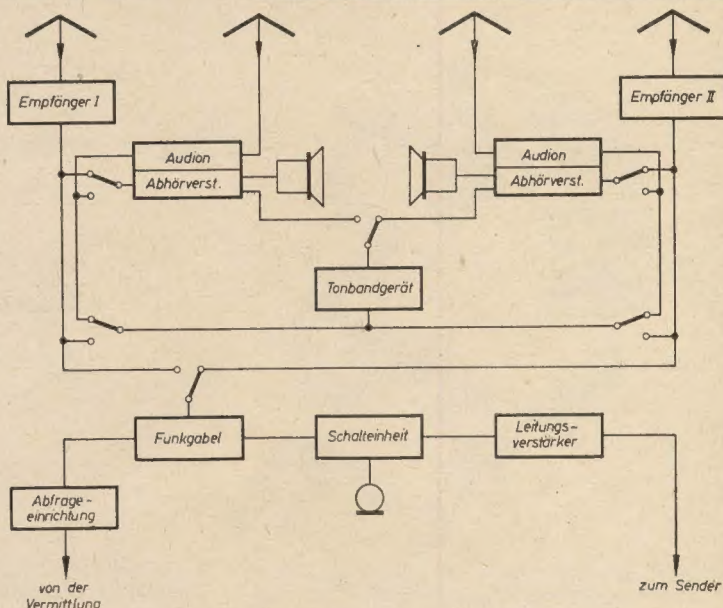 Empfänger I
Empfänger II
Audion
Abhörverst.
Audion
Abhörverst.
Tonbandgerät
Funkgabel
Schalteinheit
Leitungs-
verstärker
Abfrage-
einrichtung
von der
Vermittlung
zum Sender